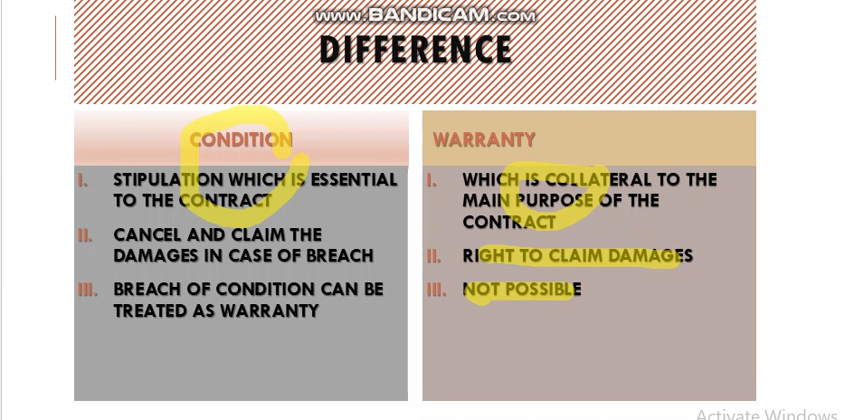 www.BANDICAM.com
DIFFERENCE
CONDITION
I. STIPULATION WHICH IS ESSENTIAL
TO THE CONTRACT
II. CANCEL AND CLAIM THE
DAMAGES IN CASE OF BREACH
III. BREACH OF CONDITION CAN BE
TREATED AS WARRANTY
WARRANTY
I. WHICH IS COLLATERAL TO THE
MAIN PURPOSE OF THE
CONTRACT
II. RIGHT TO CLAIM DAMAGES
III. NOT POSSIBLE
Activate Windows